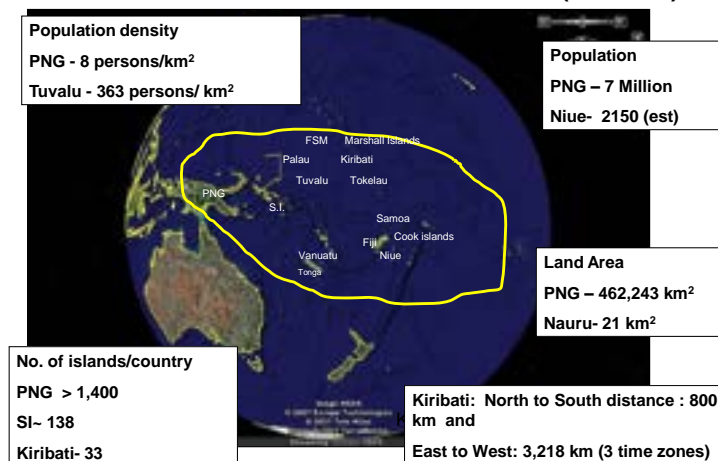 Population density
PNG - 8 persons/km²
Tuvalu - 363 persons/ km²
Population
PNG – 7 Million
Niue- 2150 (est)
FSM Marshall Islands
Palau Kiribati
Tuvalu Tokelau
PNG
S.I.
Samoa
Cook islands
Fiji
Vanuatu Niue
Tonga
Land Area
PNG – 462,243 km²
Nauru- 21 km²
No. of islands/country
PNG > 1,400
SI~ 138
Kiribati- 33
Kiribati: North to South distance : 800
km and
East to West: 3,218 km (3 time zones)